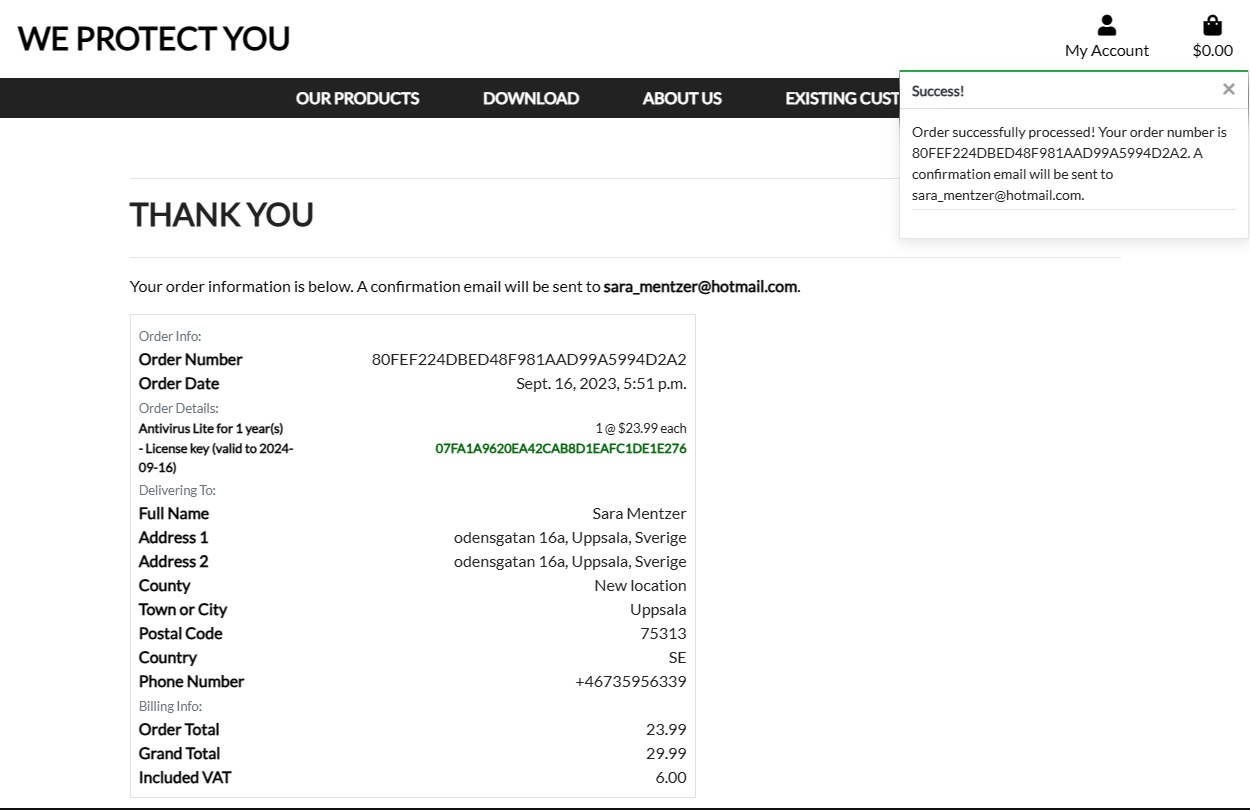 WE PROTECT YOU
My Account
$0.00
OUR PRODUCTS
DOWNLOAD
ABOUT US
EXISTING CUST
Success!
×
Order successfully processed! Your order number is
80FEF224DBED48F981AAD99A5994D2A2. A
confirmation email will be sent to
sara_mentzer@hotmail.com.
THANK YOU
Your order information is below. A confirmation email will be sent to sara_mentzer@hotmail.com.
Order Info:
Order Number 80FEF224DBED48F981AAD99A5994D2A2
Order Date Sept. 16, 2023, 5:51 p.m.
Order Details:
Antivirus Lite for 1 year(s) 1 @ $23.99 each
- License key (valid to 2024- 07FA1A9620EA42CAB8D1EAFC1DE1E276
09-16)
Delivering To:
Full Name Sara Mentzer
Address 1 odensgatan 16a, Uppsala, Sverige
Address 2 odensgatan 16a, Uppsala, Sverige
County New location
Town or City Uppsala
Postal Code 75313
Country SE
Phone Number +46735956339
Billing Info:
Order Total 23.99
Grand Total 29.99
Included VAT 6.00